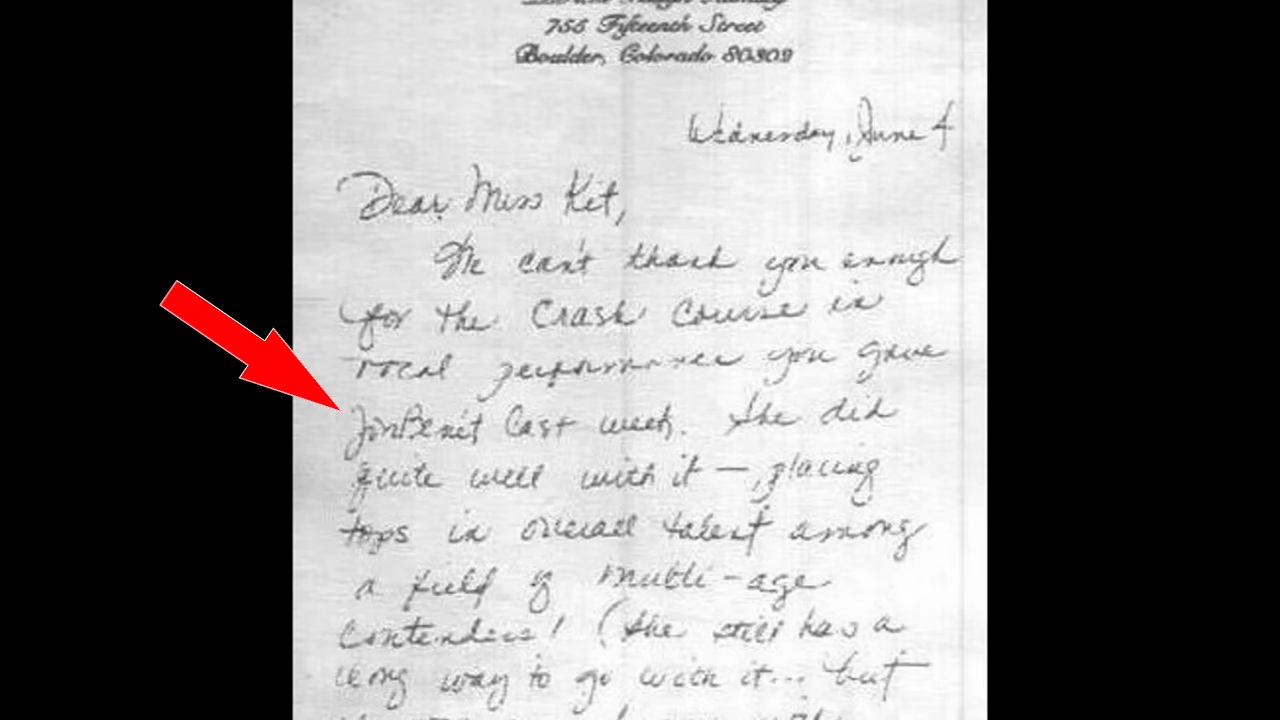 755 Fifteenth Street
Boulder, Colorado 80302
Wednesday, June 4
Dear Miss Kit,
We can't thank you enough
for the Crash Course in
vocal performance you gave
JonBenét last week. She did
quite well with it —, placing
tops in overall talent among
a field of multi-age
contenders! (She still has a
long way to go with it... but